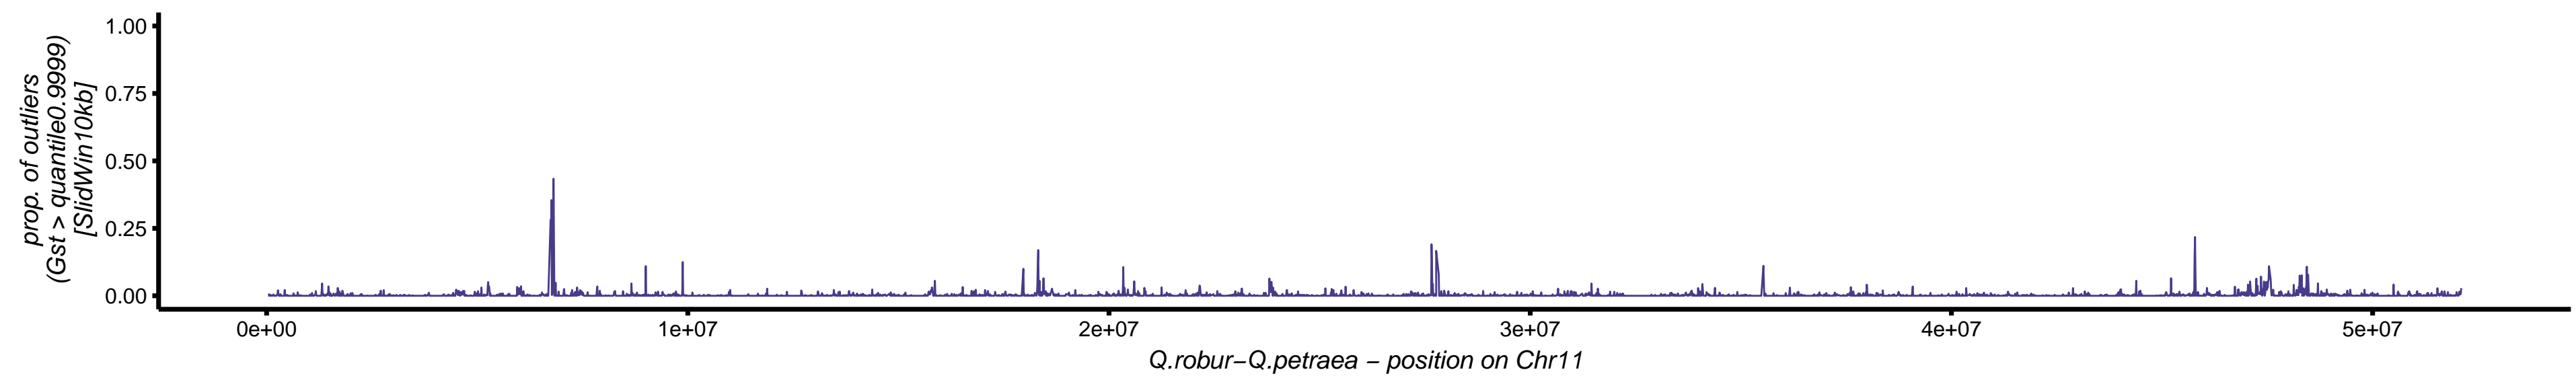 prop. of outliers
(Gst > quantile0.9999)
[SlidWin10kb]
1.00
0.75
0.50
0.25
0.00
0e+00 1e+07 2e+07 3e+07 4e+07 5e+07
Q.robur−Q.petraea − position on Chr11